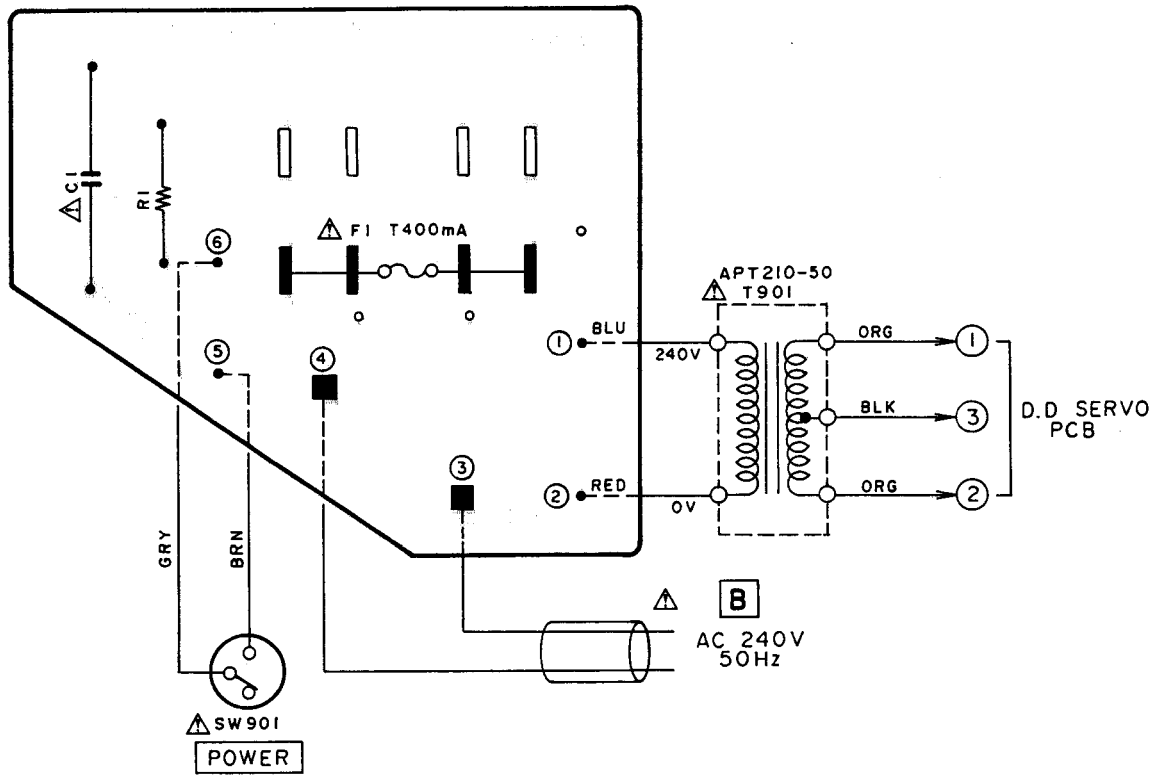 C1
R1
⑥
⚠ F1 T400mA
⑤
④
③
① BLU
② RED
240V
0V
APT210-50
⚠ T901
ORG ①
BLK ③
ORG ②
D.D SERVO
PCB
GRY
BRN
⚠ B
AC 240V
50Hz
⚠ SW901
POWER